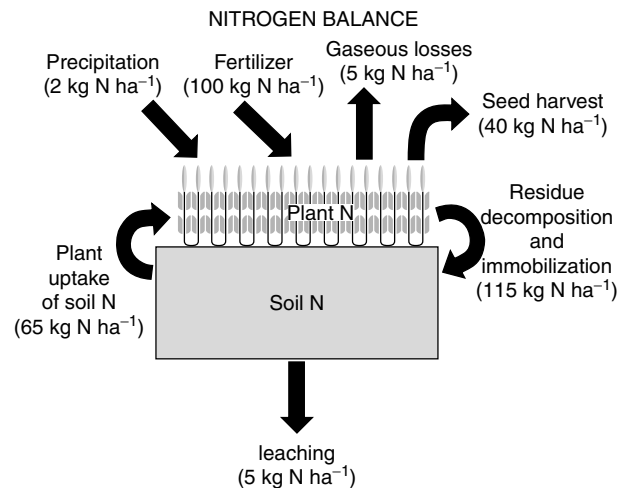 NITROGEN BALANCE
Precipitation
(2 kg N ha⁻¹)
Fertilizer
(100 kg N ha⁻¹)
Gaseous losses
(5 kg N ha⁻¹)
Seed harvest
(40 kg N ha⁻¹)
Plant N
Plant
uptake
of soil N
(65 kg N ha⁻¹)
Residue
decomposition
and
immobilization
(115 kg N ha⁻¹)
Soil N
leaching
(5 kg N ha⁻¹)